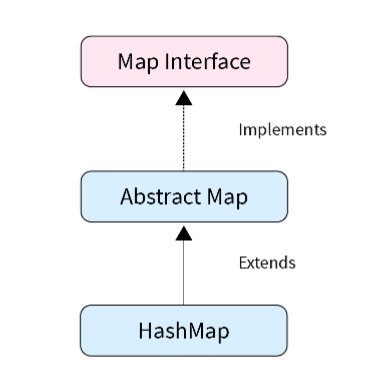 Map Interface
Implements
Abstract Map
Extends
HashMap